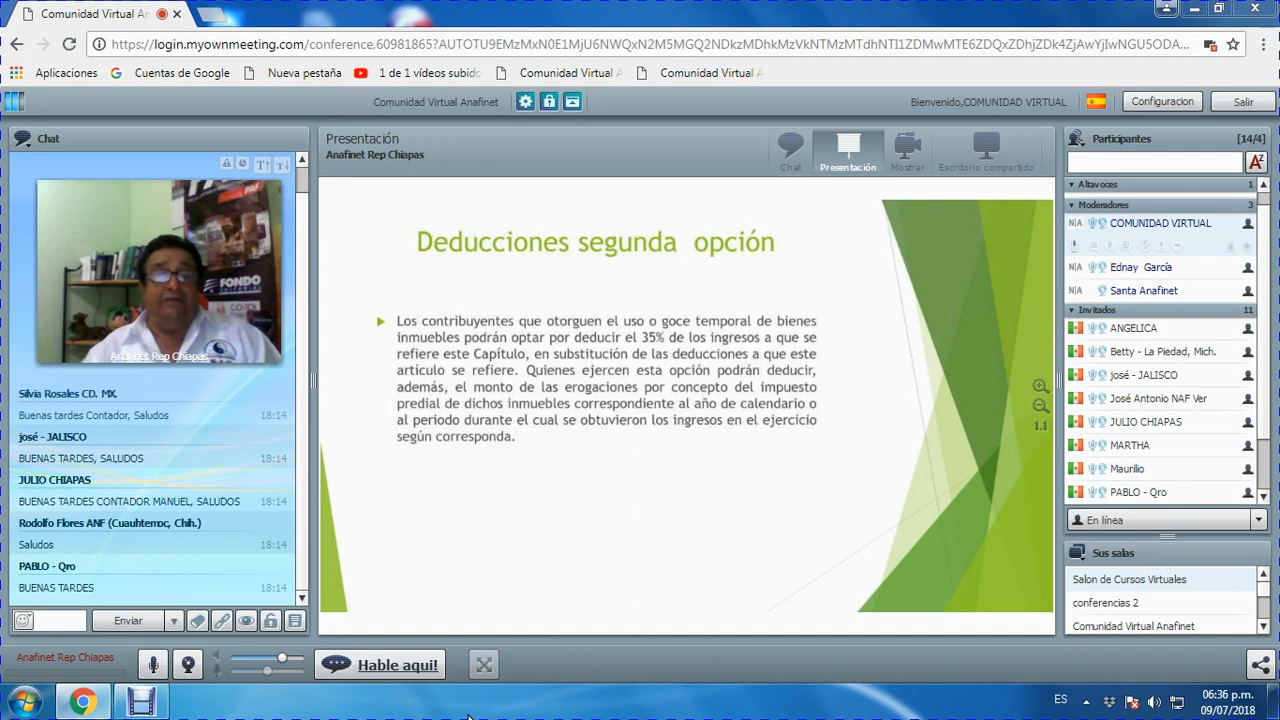 Comunidad Virtual An
https://login.myownmeeting.com/conference,60981865?AUTOTU9EMzMxN0E1MjU6NWQxN2M5MGQ2NDkzMDhkMzVkNTMzMTdhNTI1ZDMwMTE6ZDQxZDhjZDk4ZjAwYjIwNGU5ODA...
Aplicaciones
Cuentas de Google
Nueva pestaña
1 de 1 vídeos subido
Comunidad Virtual A
Comunidad Virtual A
Comunidad Virtual Anafinet
Bienvenido,COMUNIDAD VIRTUAL
Configuracion
Salir
Chat
FONDO
Anafinet Rep Chiapas
Silvia Rosales CD. MX.
Buenas tardes Contador, Saludos 18:14
josé - JALISCO
BUENAS TARDES, SALUDOS 18:14
JULIO CHIAPAS
BUENAS TARDES CONTADOR MANUEL, SALUDOS 18:14
Rodolfo Flores ANF (Cuauhtemoc, Chih.)
Saludos 18:14
PABLO - Qro
BUENAS TARDES 18:14
Enviar
Presentación
Anafinet Rep Chiapas
Chat
Presentación
Mostrar
Escritorio compartido
Deducciones segunda opción
Los contribuyentes que otorguen el uso o goce temporal de bienes
inmuebles podrán optar por deducir el 35% de los ingresos a que se
refiere este Capítulo, en substitución de las deducciones a que este
artículo se refiere. Quienes ejercen esta opción podrán deducir,
además, el monto de las erogaciones por concepto del impuesto
predial de dichos inmuebles correspondiente al año de calendario o
al periodo durante el cual se obtuvieron los ingresos en el ejercicio
según corresponda.
1:1
Participantes [14/4]
Altavoces 1
Moderadores 3
N/A COMUNIDAD VIRTUAL
N/A Ednay García
N/A Santa Anafinet
Invitados 11
ANGELICA
Betty - La Piedad, Mich.
josé - JALISCO
José Antonio NAF Ver
JULIO CHIAPAS
MARTHA
Maurilio
PABLO - Qro
En línea
Sus salas
Salon de Cursos Virtuales
conferencias 2
Comunidad Virtual Anafinet
Anafinet Rep Chiapas
Hable aqui!
ES
06:36 p.m.
09/07/2018